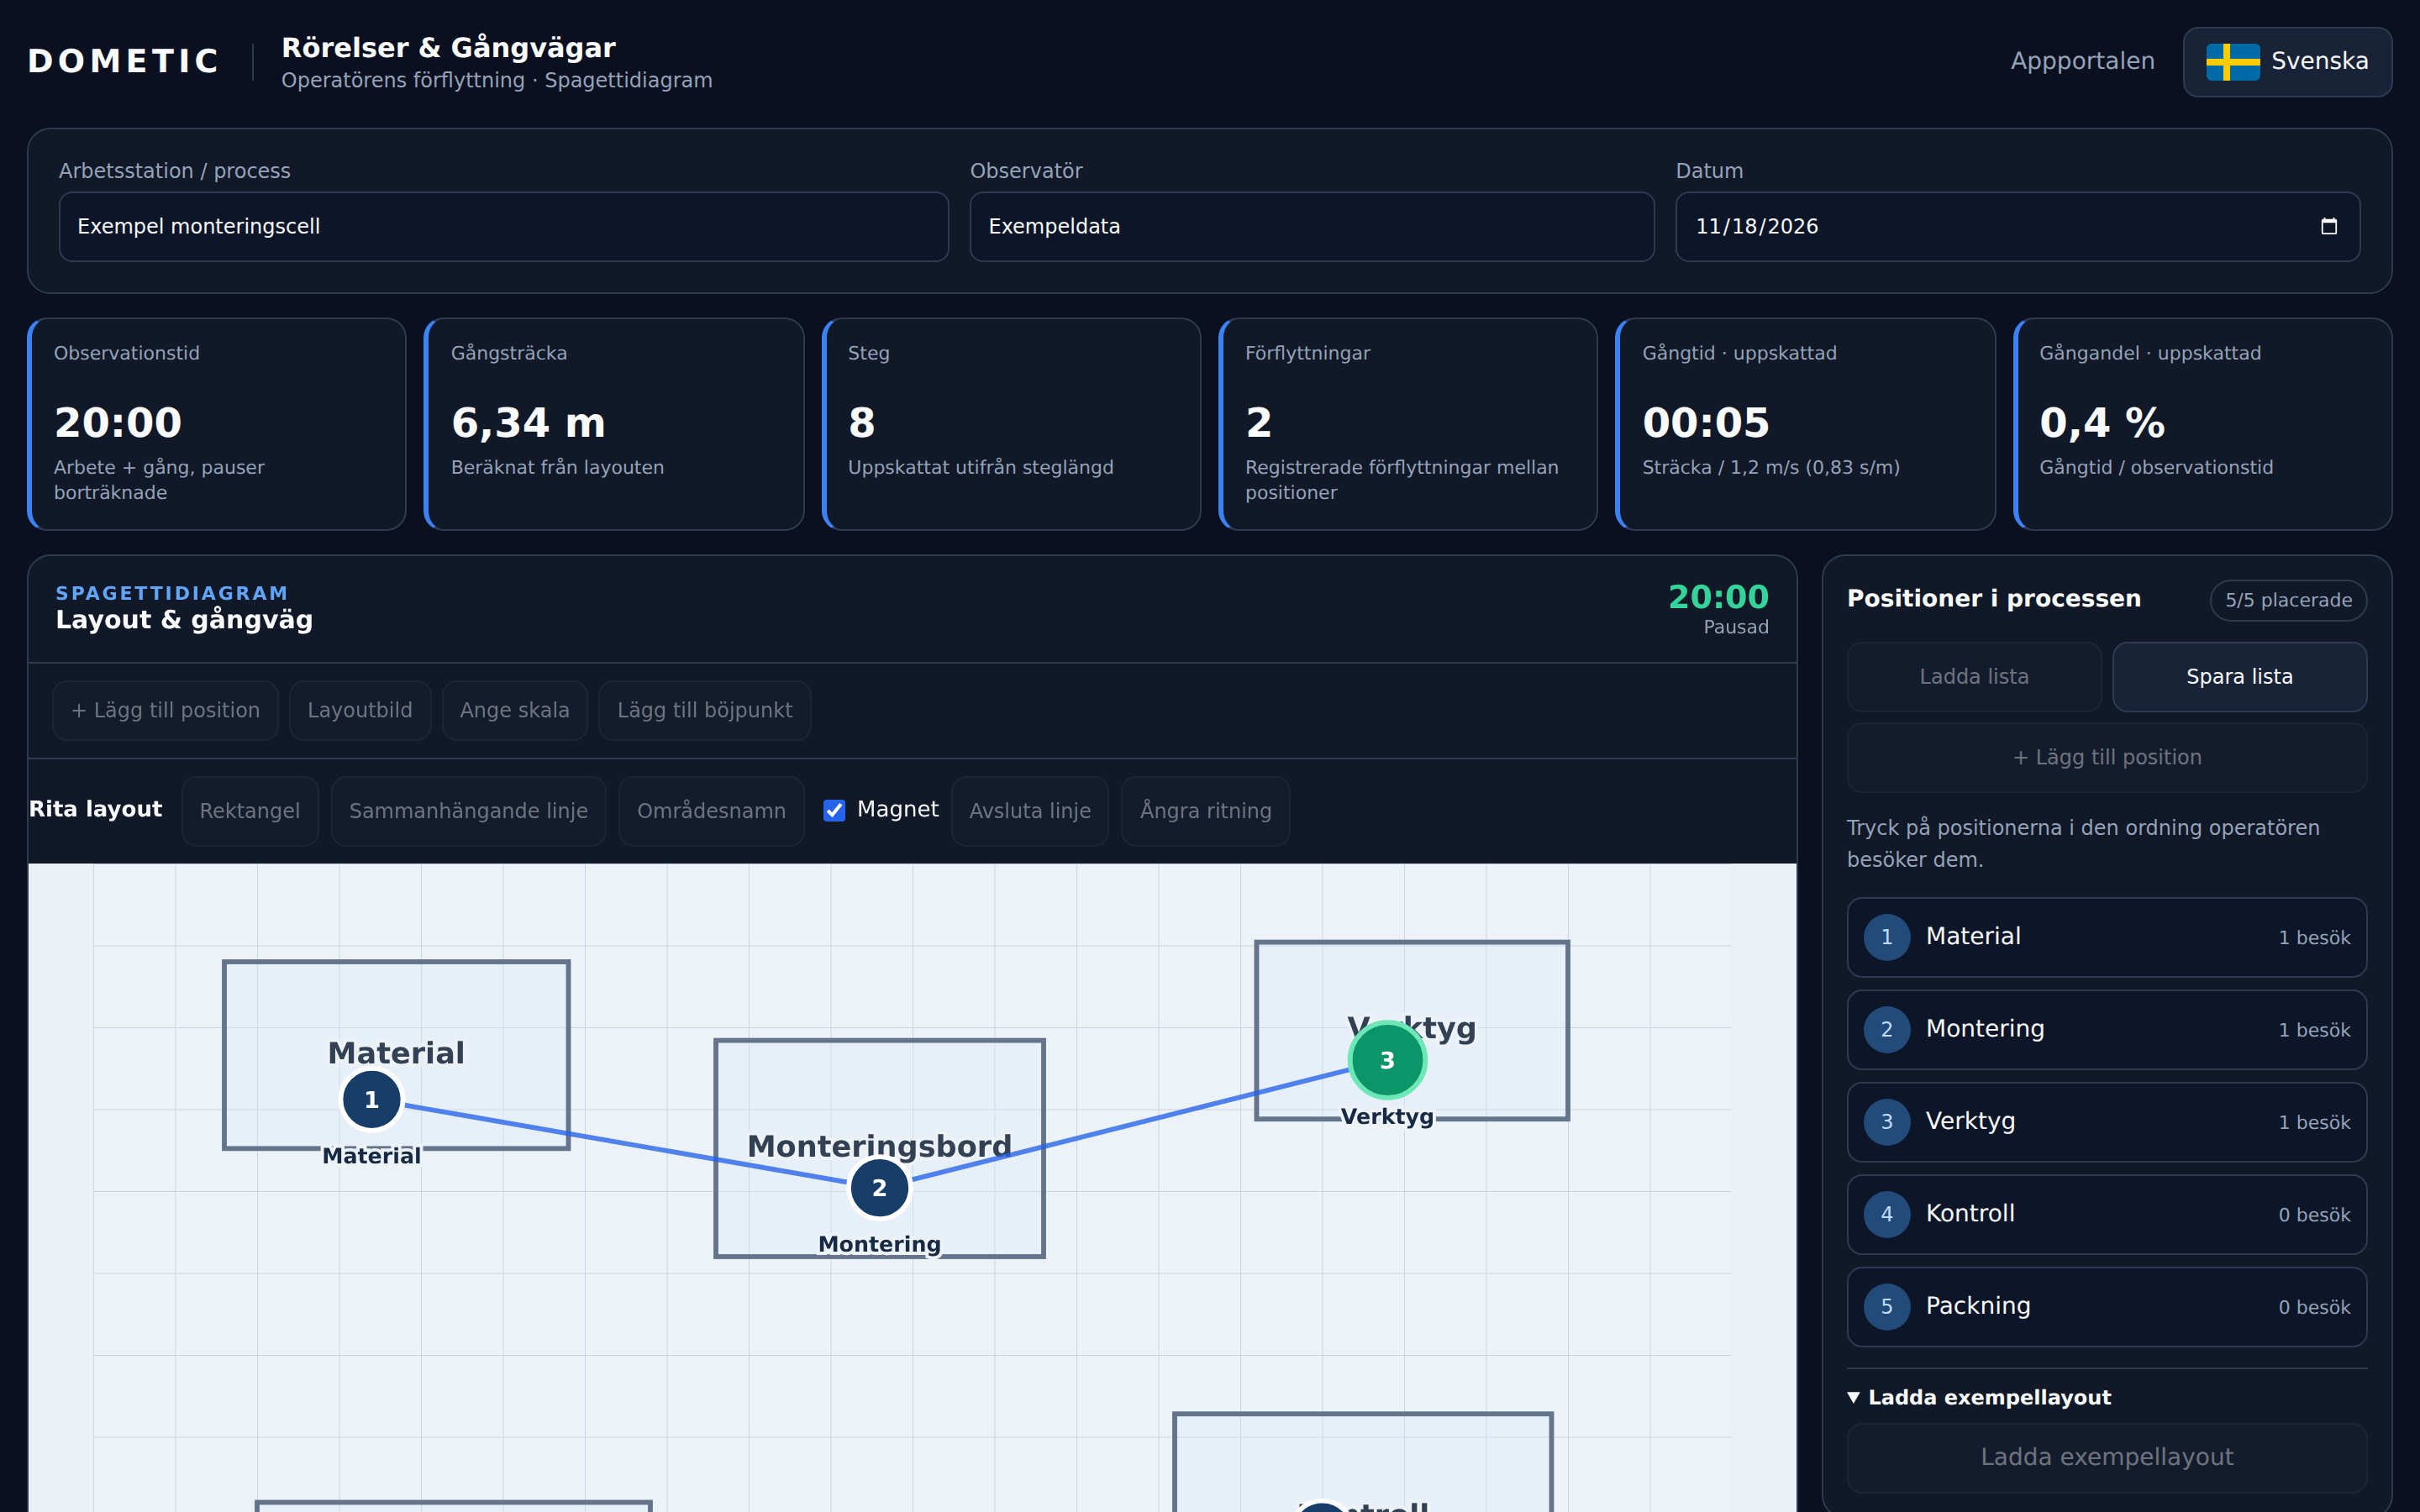 DOMETIC
Rörelser & Gångvägar
Operatörens förflyttning · Spagettidiagram
Appportalen
Svenska
Arbetsstation / process
Observatör
Datum
Exempel monteringscell
Exempeldata
11/18/2026
Observationstid
20:00
Arbete + gång, pauser
borträknade
Gångsträcka
6,34 m
Beräknat från layouten
Steg
8
Uppskattat utifrån steglängd
Förflyttningar
2
Registrerade förflyttningar mellan
positioner
Gångtid · uppskattad
00:05
Sträcka / 1,2 m/s (0,83 s/m)
Gångandel · uppskattad
0,4 %
Gångtid / observationstid
SPAGETTIDIAGRAM
Layout & gångväg
20:00
Pausad
+ Lägg till position
Layoutbild
Ange skala
Lägg till böjpunkt
Rita layout
Rektangel
Sammanhängande linje
Områdesnamn
Magnet
Avsluta linje
Ångra ritning
Material
1
Material
Monteringsbord
2
Montering
Verktyg
3
Verktyg
Positioner i processen
5/5 placerade
Ladda lista
Spara lista
+ Lägg till position
Tryck på positionerna i den ordning operatören
besöker dem.
1 Material 1 besök
2 Montering 1 besök
3 Verktyg 1 besök
4 Kontroll 0 besök
5 Packning 0 besök
▼ Ladda exempellayout
Ladda exempellayout